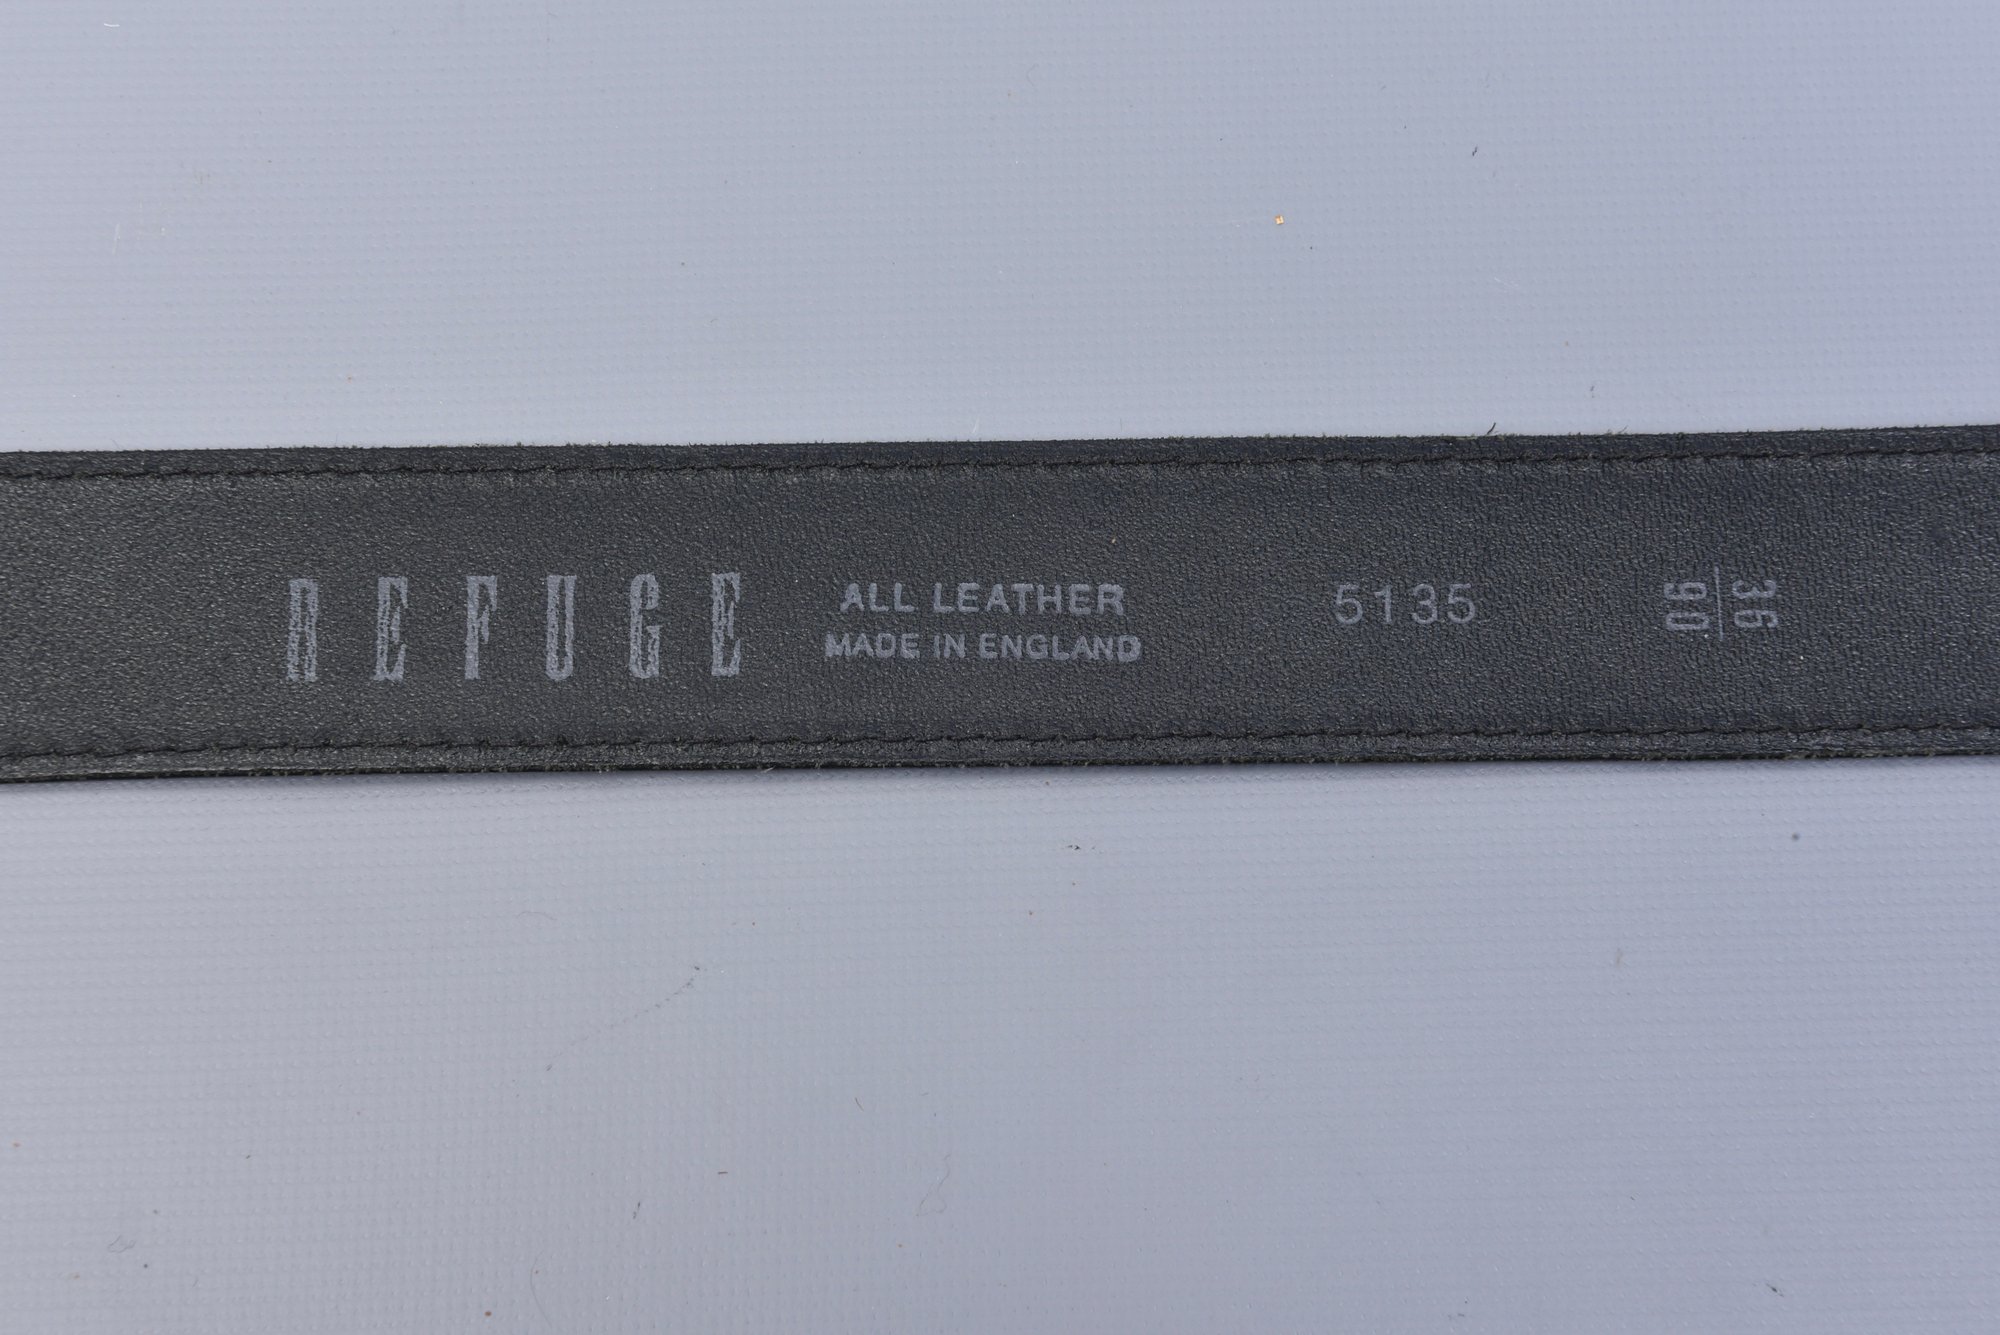 REFUGE
ALL LEATHER
MADE IN ENGLAND
5135
36
90